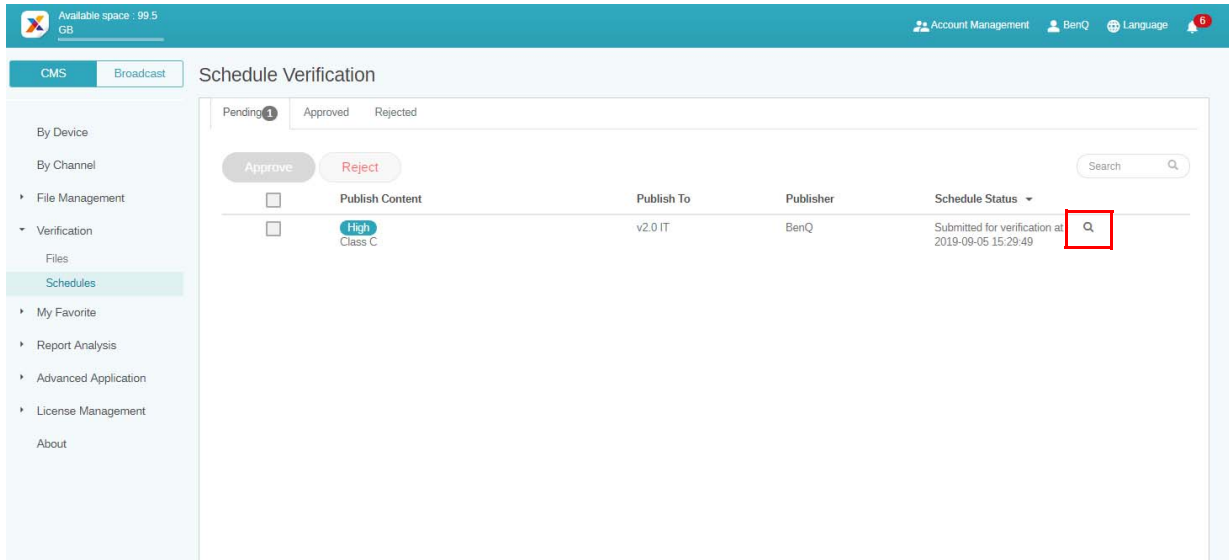 Available space : 99.5
GB
Account Management
BenQ
Language
6
CMS
Broadcast
Schedule Verification
Pending 1
Approved
Rejected
By Device
By Channel
File Management
Verification
Files
Schedules
My Favorite
Report Analysis
Advanced Application
License Management
About
Approve
Reject
Search
Publish Content
Publish To
Publisher
Schedule Status
High
Class C
v2.0 IT
BenQ
Submitted for verification at
2019-09-05 15:29:49